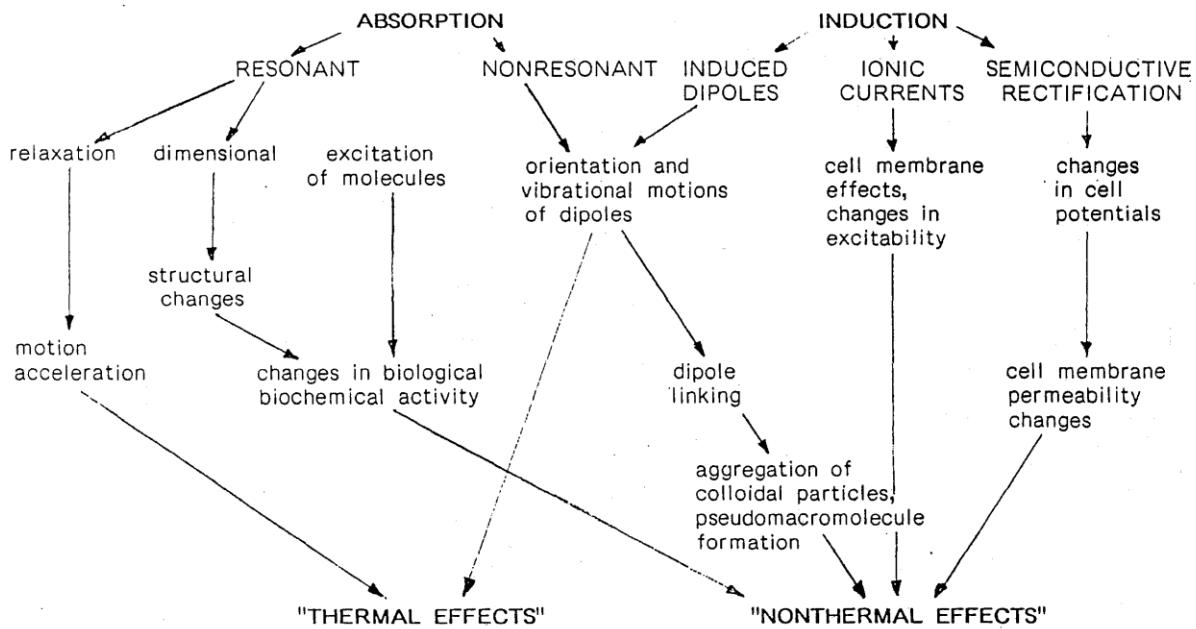 ABSORPTION
INDUCTION
RESONANT
NONRESONANT
INDUCED
DIPOLES
IONIC
CURRENTS
SEMICONDUCTIVE
RECTIFICATION
relaxation
dimensional
excitation
of molecules
orientation and
vibrational motions
of dipoles
cell membrane
effects,
changes in
excitability
changes
in cell
potentials
structural
changes
motion
acceleration
changes in biological
biochemical activity
dipole
linking
cell membrane
permeability
changes
aggregation of
colloidal particles,
pseudomacromolecule
formation
"THERMAL EFFECTS"
"NONTHERMAL EFFECTS"